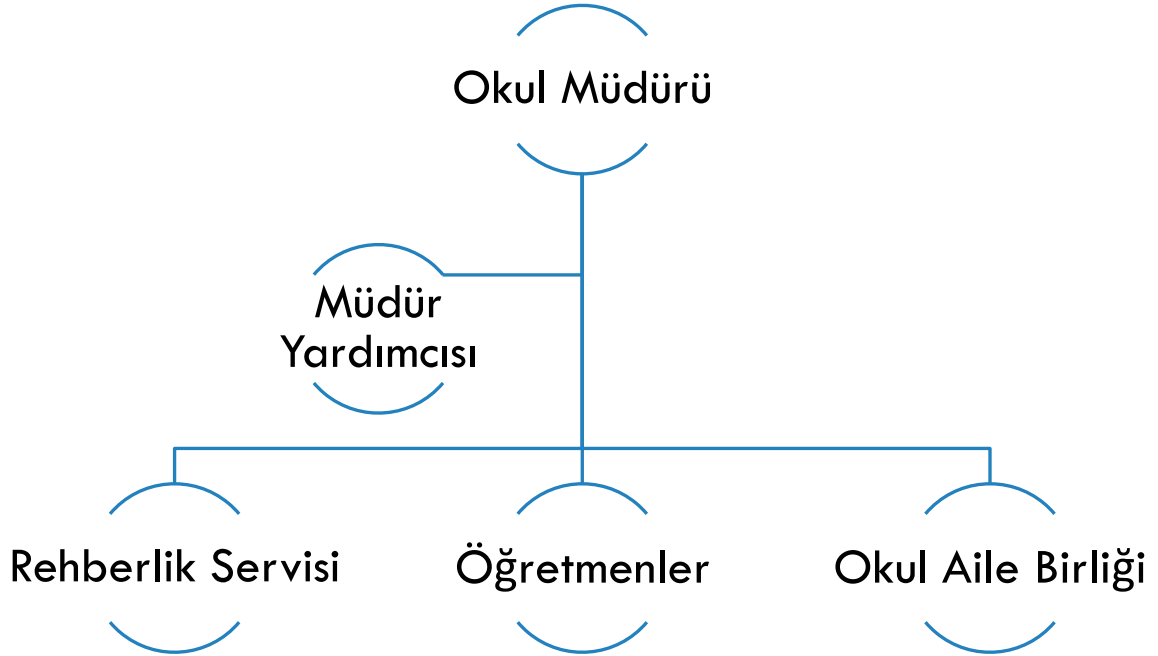 Okul Müdürü
Müdür
Yardımcısı
Rehberlik Servisi
Öğretmenler
Okul Aile Birliği